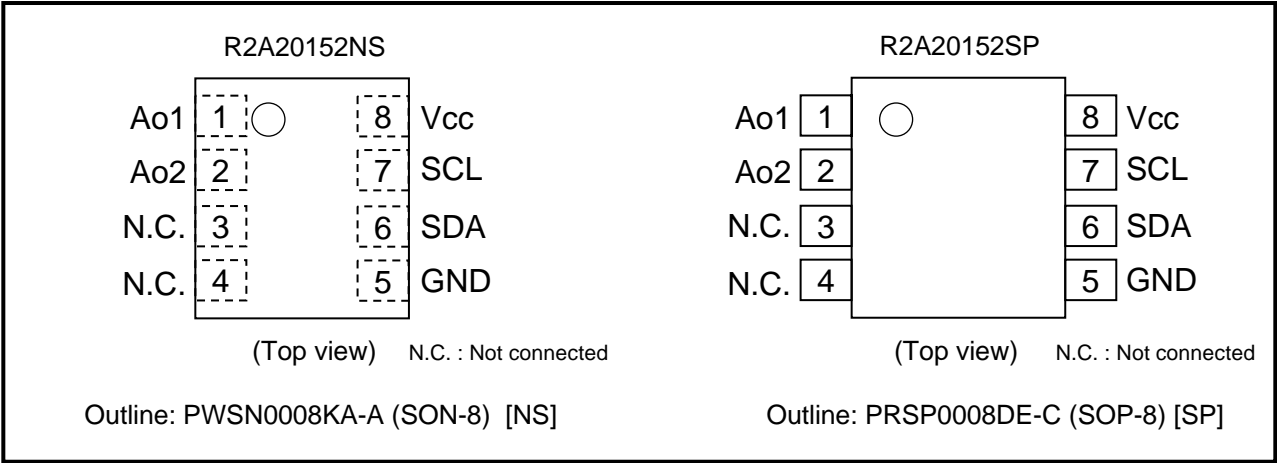 R2A20152NS
Ao1 1 8 Vcc
Ao2 2 7 SCL
N.C. 3 6 SDA
N.C. 4 5 GND
(Top view) N.C. : Not connected
Outline: PWSN0008KA-A (SON-8) [NS]
R2A20152SP
Ao1 1 8 Vcc
Ao2 2 7 SCL
N.C. 3 6 SDA
N.C. 4 5 GND
(Top view) N.C. : Not connected
Outline: PRSP0008DE-C (SOP-8) [SP]